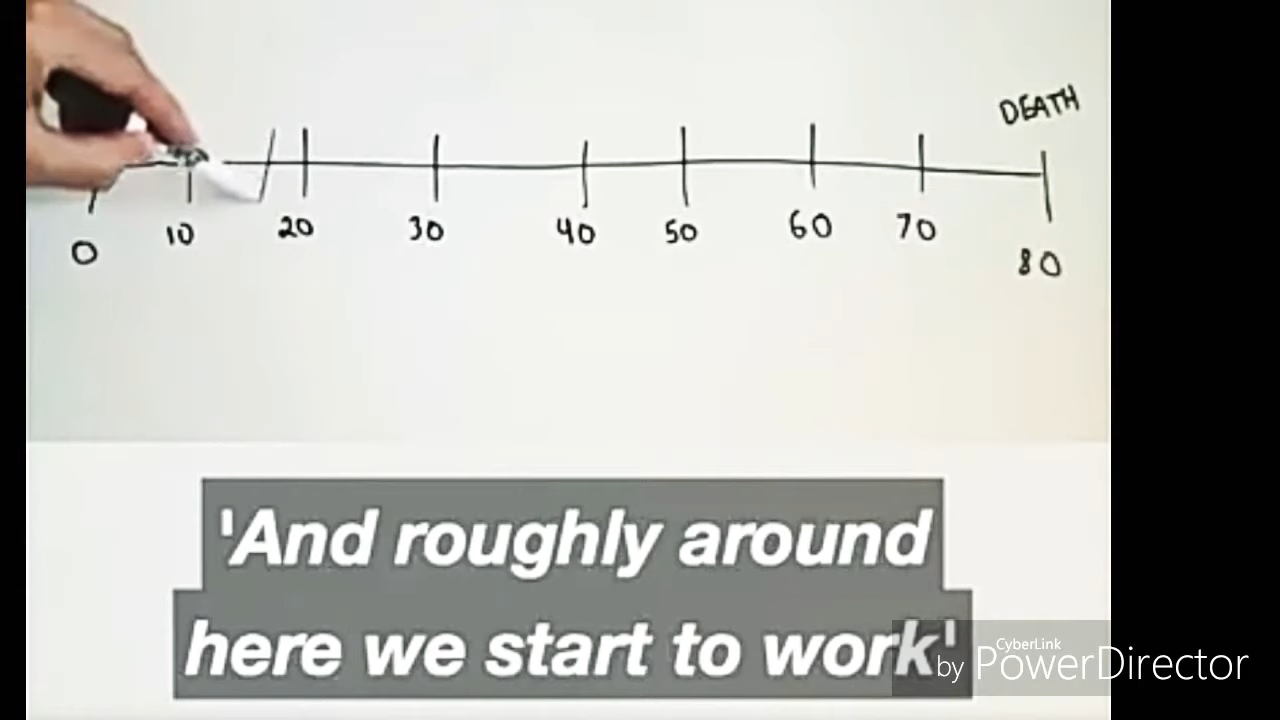 DEATH
0 10 20 30 40 50 60 70 80
'And roughly around
here we start to work'
CyberLink
by PowerDirector